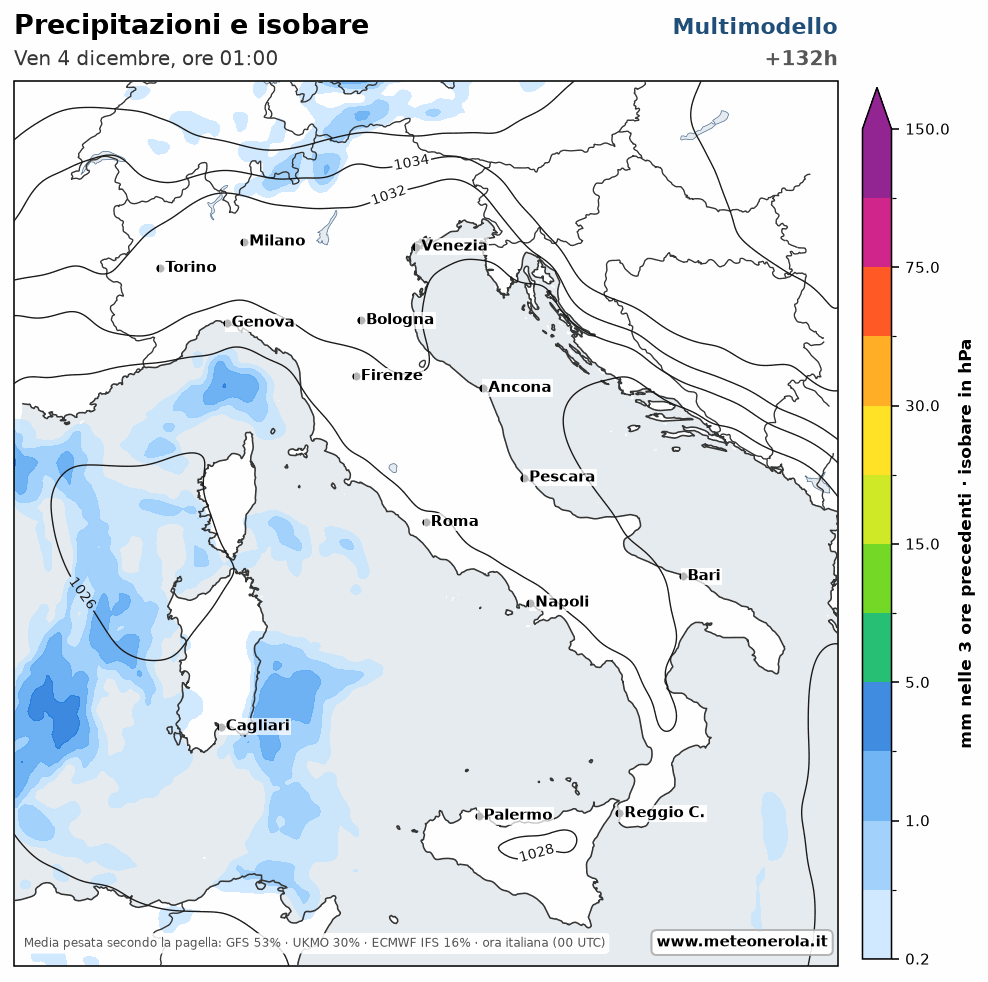 Precipitazioni e isobare
Multimodello
Ven 4 dicembre, ore 01:00
+132h
150.0
75.0
30.0
15.0
5.0
1.0
0.2
mm nelle 3 ore precedenti · isobare in hPa
1034
1032
Milano
Venezia
Torino
Genova
Bologna
Firenze
Ancona
Pescara
Roma
Bari
1026
Napoli
Cagliari
Palermo
Reggio C.
1028
Media pesata secondo la pagella: GFS 53% · UKMO 30% · ECMWF IFS 16% · ora italiana (00 UTC)
www.meteonerola.it